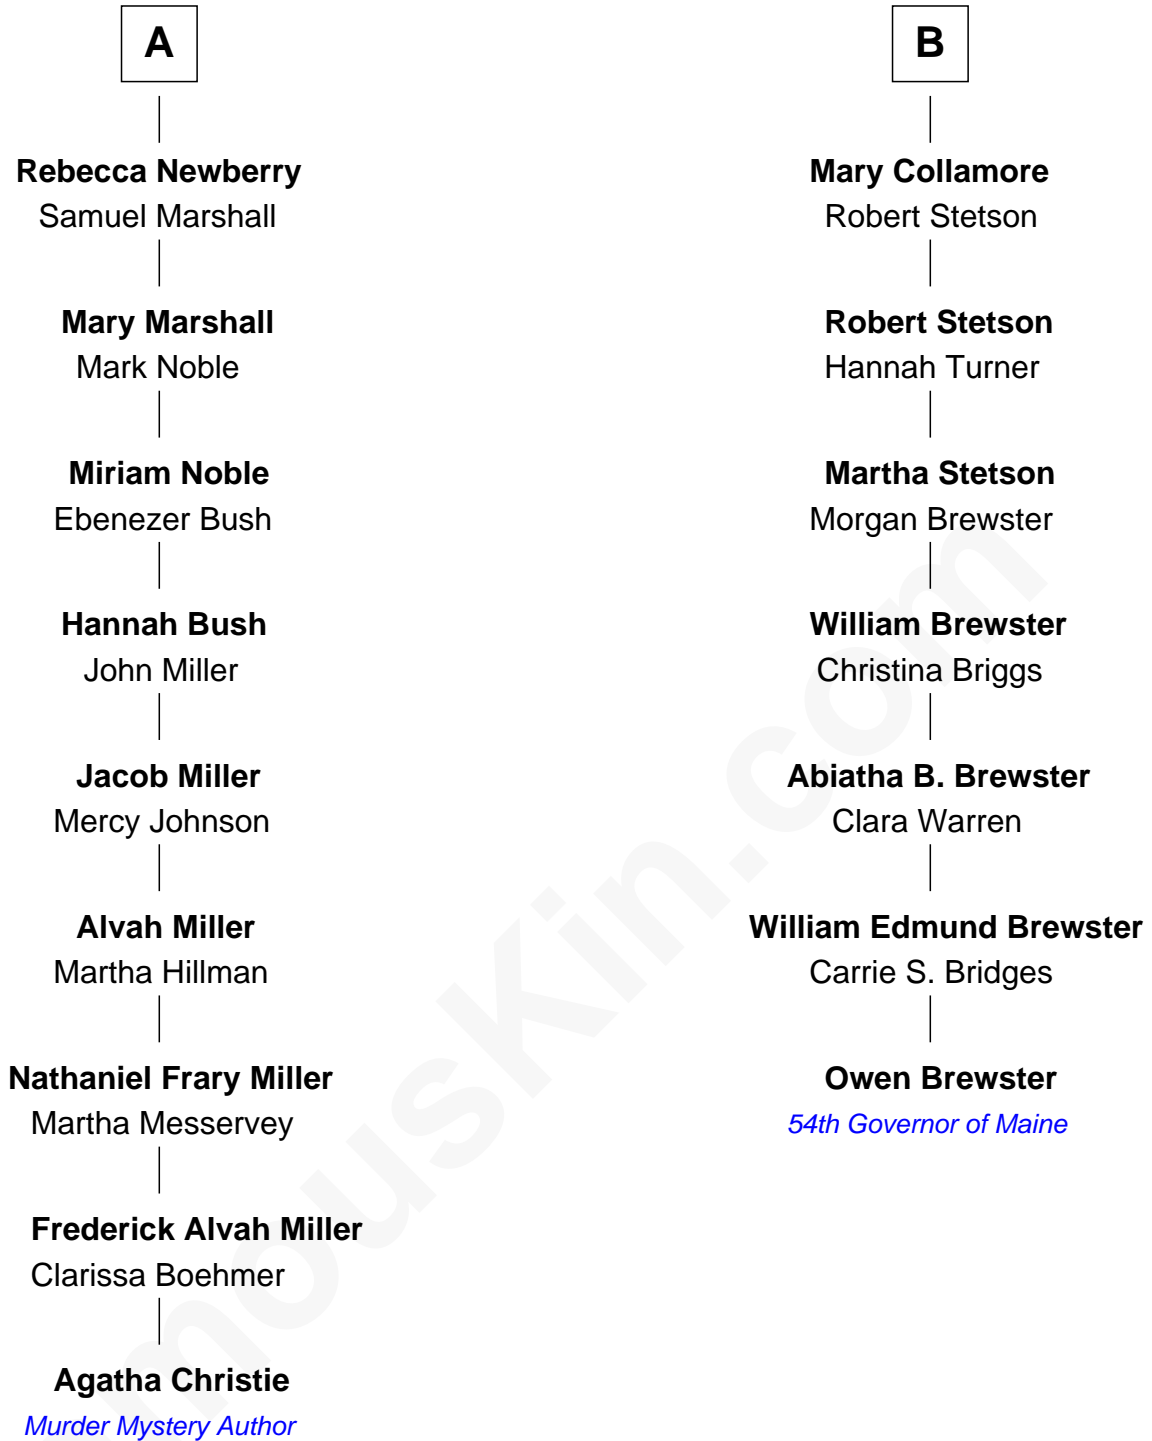 A
Rebecca Newberry
Samuel Marshall
Mary Marshall
Mark Noble
Miriam Noble
Ebenezer Bush
Hannah Bush
John Miller
Jacob Miller
Mercy Johnson
Alvah Miller
Martha Hillman
Nathaniel Frary Miller
Martha Messervey
Frederick Alvah Miller
Clarissa Boehmer
Agatha Christie
Murder Mystery Author
B
Mary Collamore
Robert Stetson
Robert Stetson
Hannah Turner
Martha Stetson
Morgan Brewster
William Brewster
Christina Briggs
Abiatha B. Brewster
Clara Warren
William Edmund Brewster
Carrie S. Bridges
Owen Brewster
54th Governor of Maine
mousKin.com